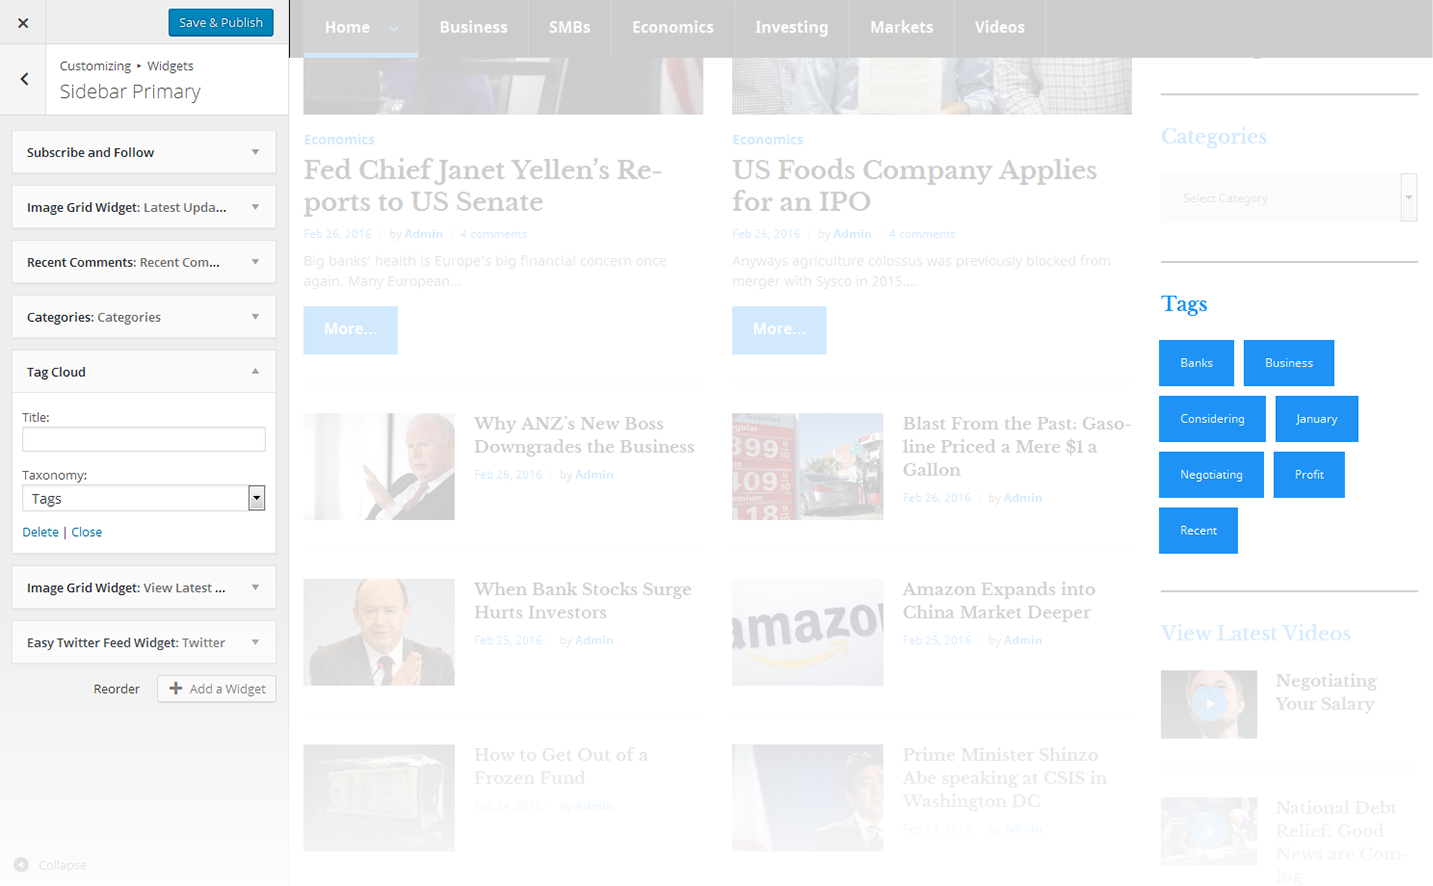 Save & Publish
Customizing ▸ Widgets
Sidebar Primary
Subscribe and Follow
Image Grid Widget: Latest Upda...
Recent Comments: Recent Com...
Categories: Categories
Tag Cloud
Title:
Taxonomy:
Tags
Delete | Close
Image Grid Widget: View Latest ...
Easy Twitter Feed Widget: Twitter
Reorder
Add a Widget
Collapse
Home
Business
SMBs
Economics
Investing
Markets
Videos
Economics
Fed Chief Janet Yellen’s Re-
ports to US Senate
Feb 26, 2016
by Admin
4 comments
Big banks’ health is Europe’s big financial concern once
again. Many European...
More...
Economics
US Foods Company Applies
for an IPO
Feb 26, 2016
by Admin
4 comments
Anyways agriculture colossus was previously blocked from
merger with Sysco in 2015....
More...
Why ANZ’s New Boss
Downgrades the Business
Feb 26, 2016
by Admin
399
409
118
Blast From the Past: Gaso-
line Priced a Mere $1 a
Gallon
Feb 26, 2016
by Admin
When Bank Stocks Surge
Hurts Investors
Feb 25, 2016
by Admin
amazo
Amazon Expands into
China Market Deeper
Feb 25, 2016
by Admin
How to Get Out of a
Frozen Fund
Feb 24, 2016
by Admin
Prime Minister Shinzo
Abe speaking at CSIS in
Washington DC
Feb 24, 2016
by Admin
Categories
Select Category
Tags
Banks
Business
Considering
January
Negotiating
Profit
Recent
View Latest Videos
Negotiating
Your Salary
National Debt
Relief: Good
News are Com-
ing